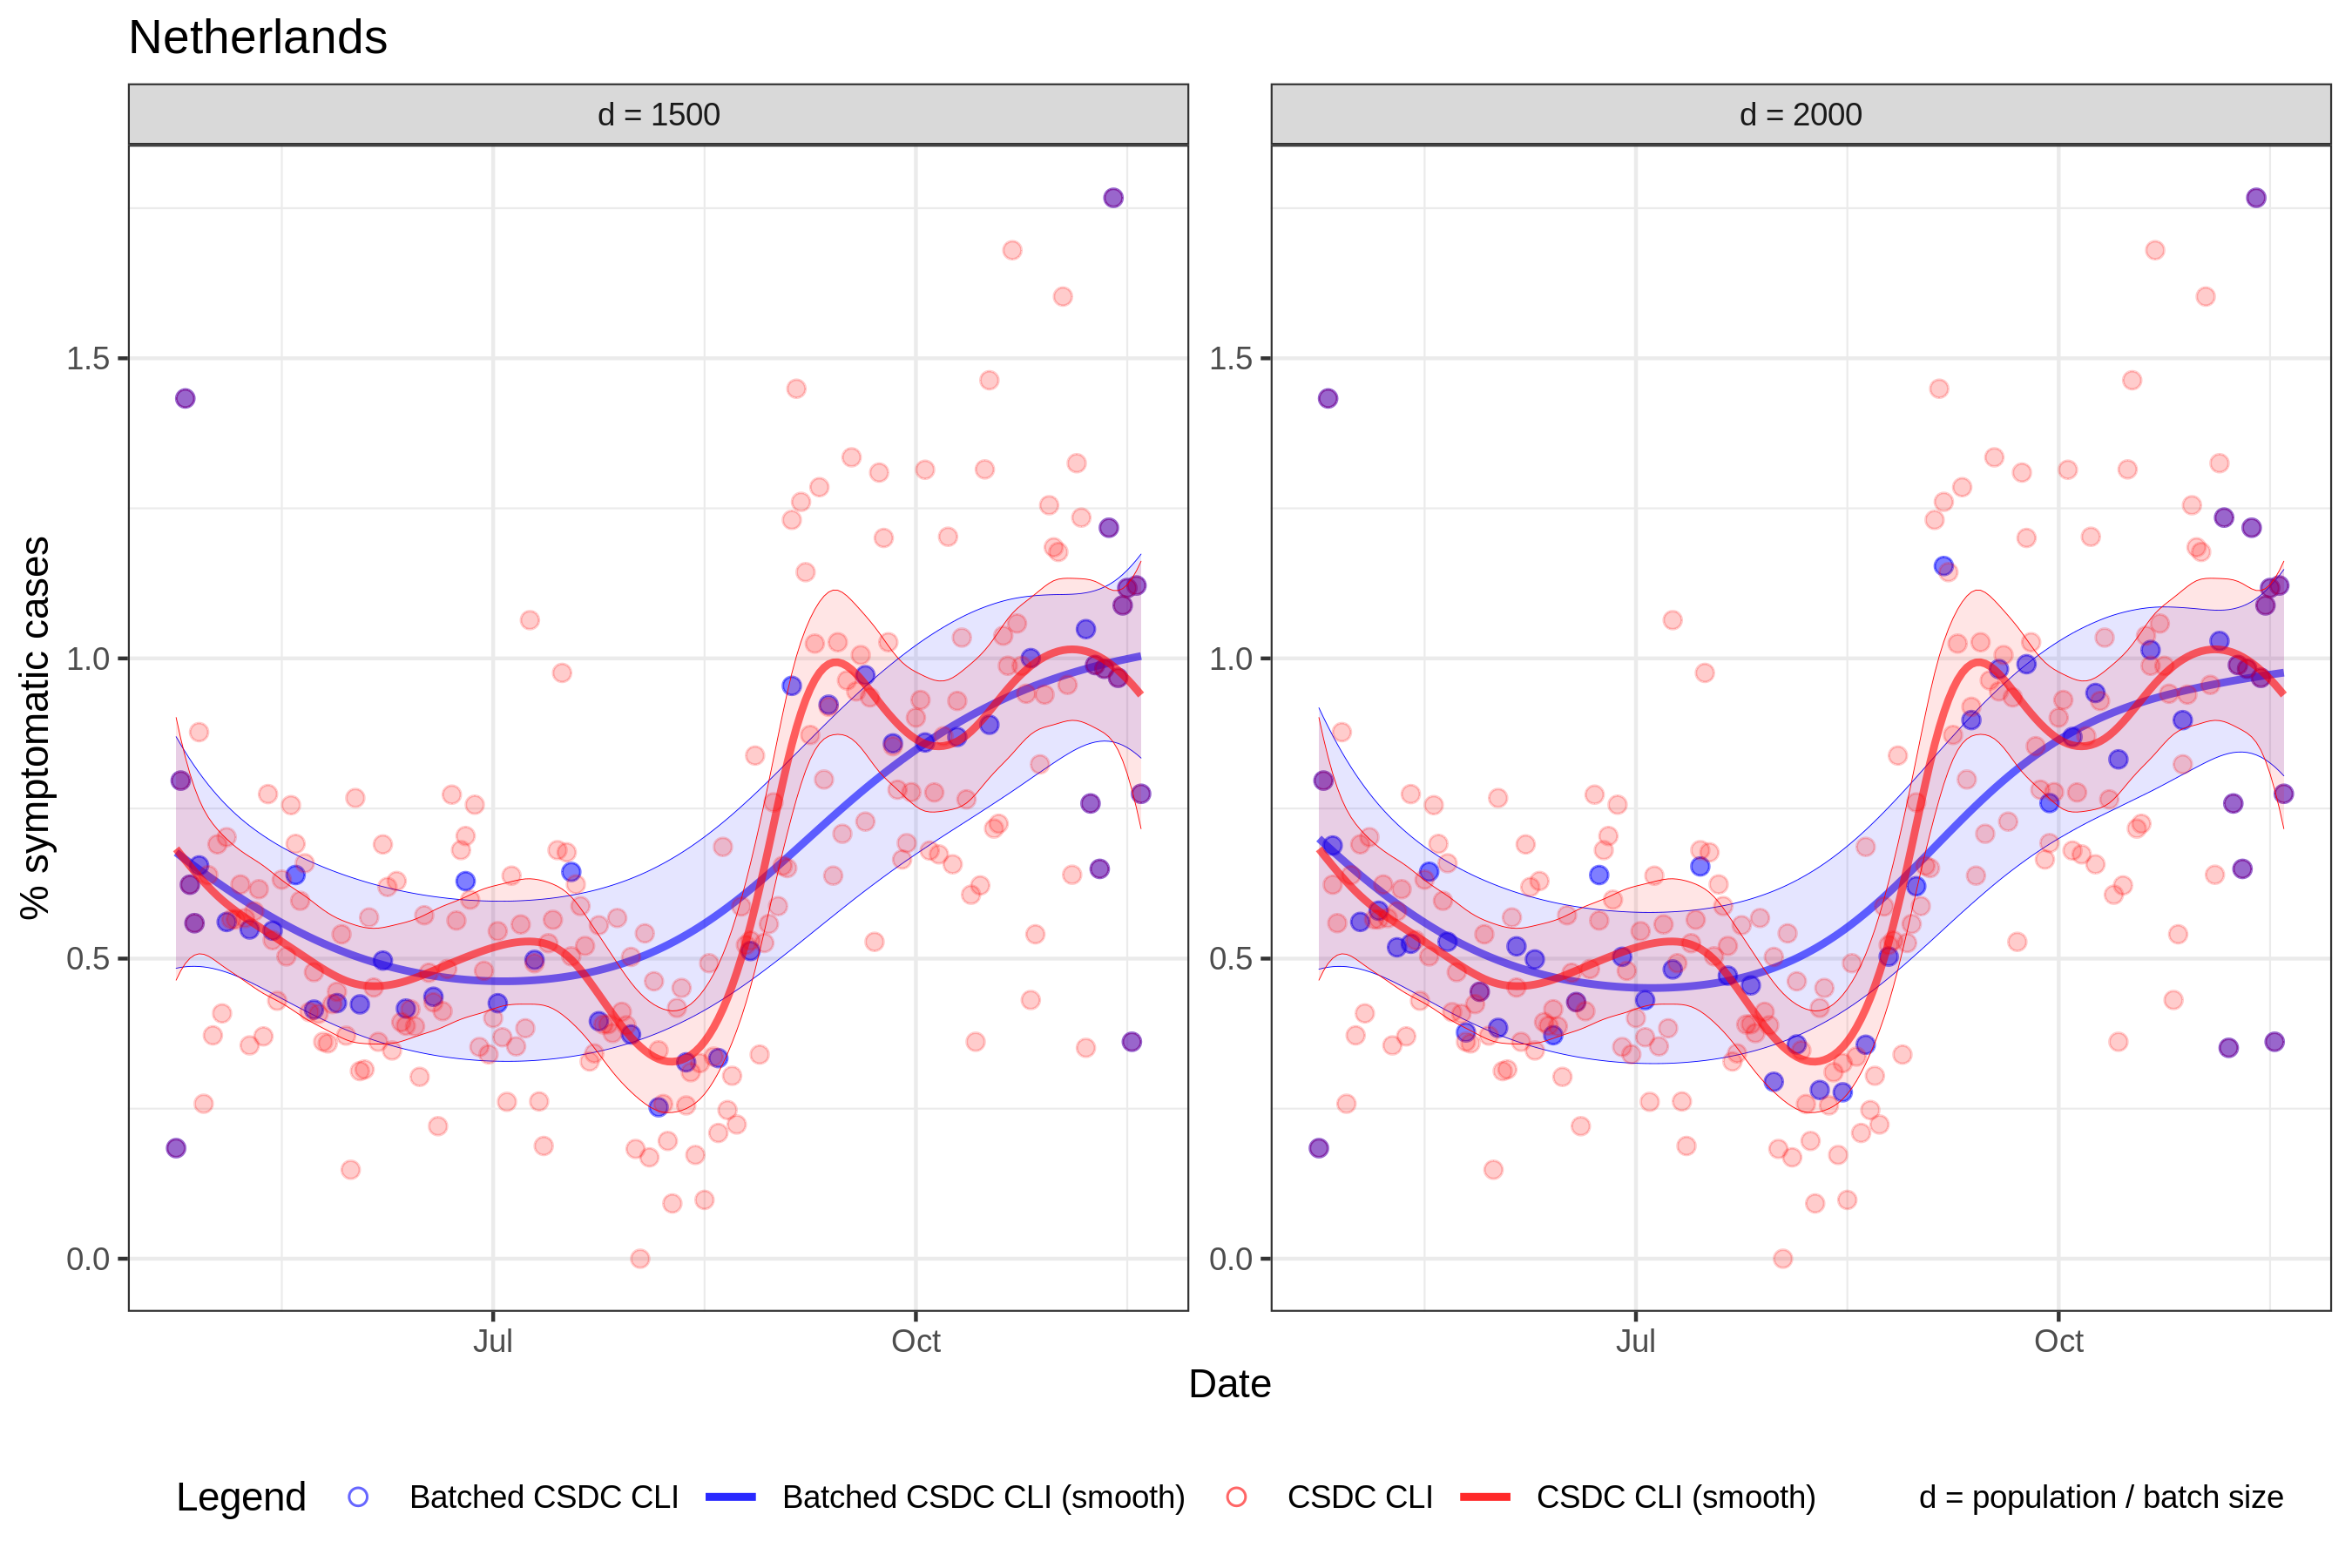 Netherlands
d = 1500
d = 2000
% symptomatic cases
1.5
1.0
0.5
0.0
1.5
1.0
0.5
0.0
Jul
Oct
Jul
Oct
Date
Legend
Batched CSDC CLI
Batched CSDC CLI (smooth)
CSDC CLI
CSDC CLI (smooth)
d = population / batch size